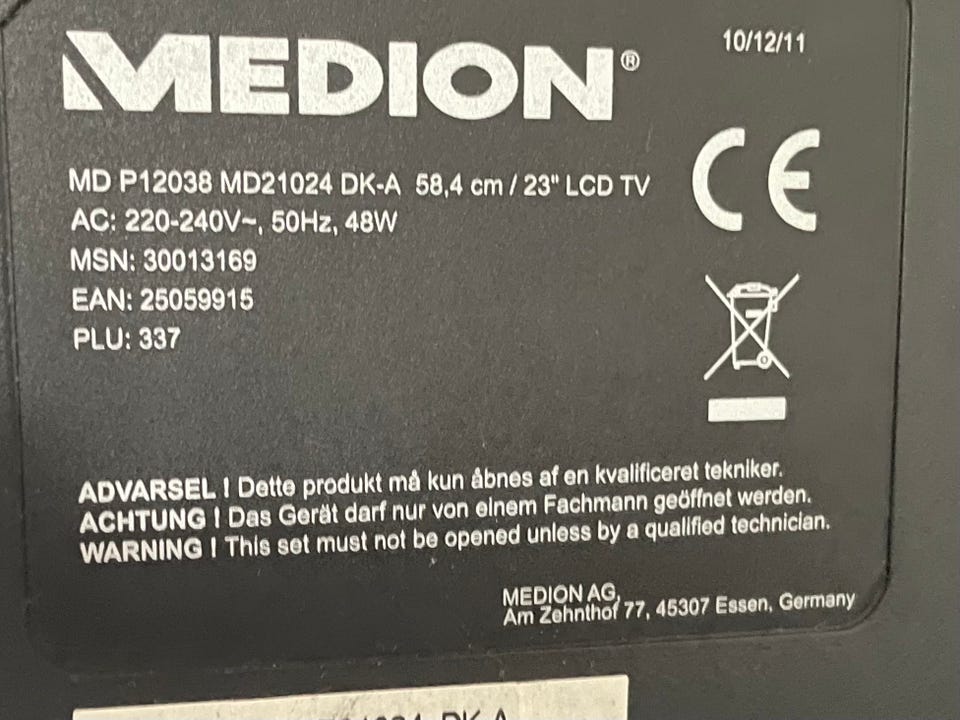 MEDION®
10/12/11
MD P12038 MD21024 DK-A 58,4 cm / 23" LCD TV
AC: 220-240V~, 50Hz, 48W
MSN: 30013169
EAN: 25059915
PLU: 337
CE
ADVARSEL ! Dette produkt må kun åbnes af en kvalificeret tekniker.
ACHTUNG ! Das Gerät darf nur von einem Fachmann geöffnet werden.
WARNING ! This set must not be opened unless by a qualified technician.
MEDION AG,
Am Zehnthof 77, 45307 Essen, Germany
DK-A